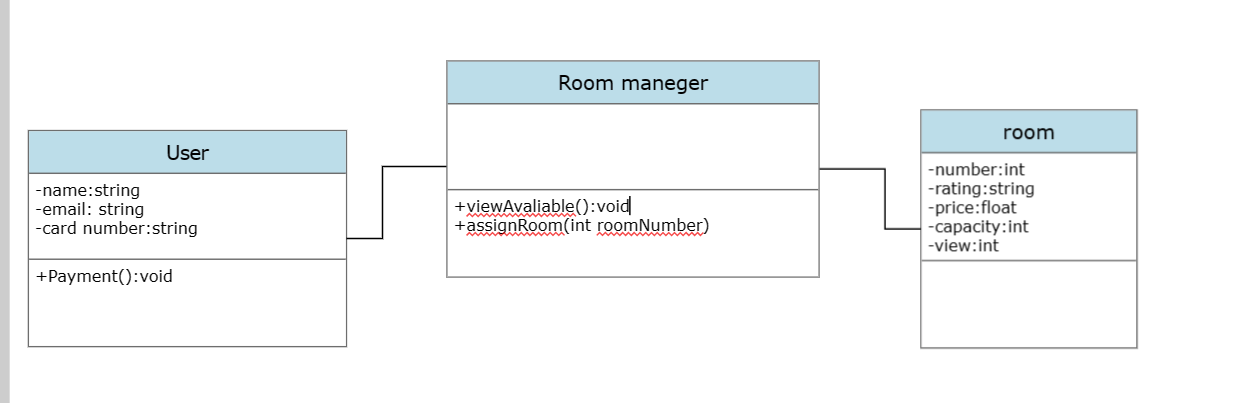 User
-name:string
-email: string
-card number:string
+Payment():void
Room maneger
+viewAvaliable():void
+assignRoom(int roomNumber)
room
-number:int
-rating:string
-price:float
-capacity:int
-view:int